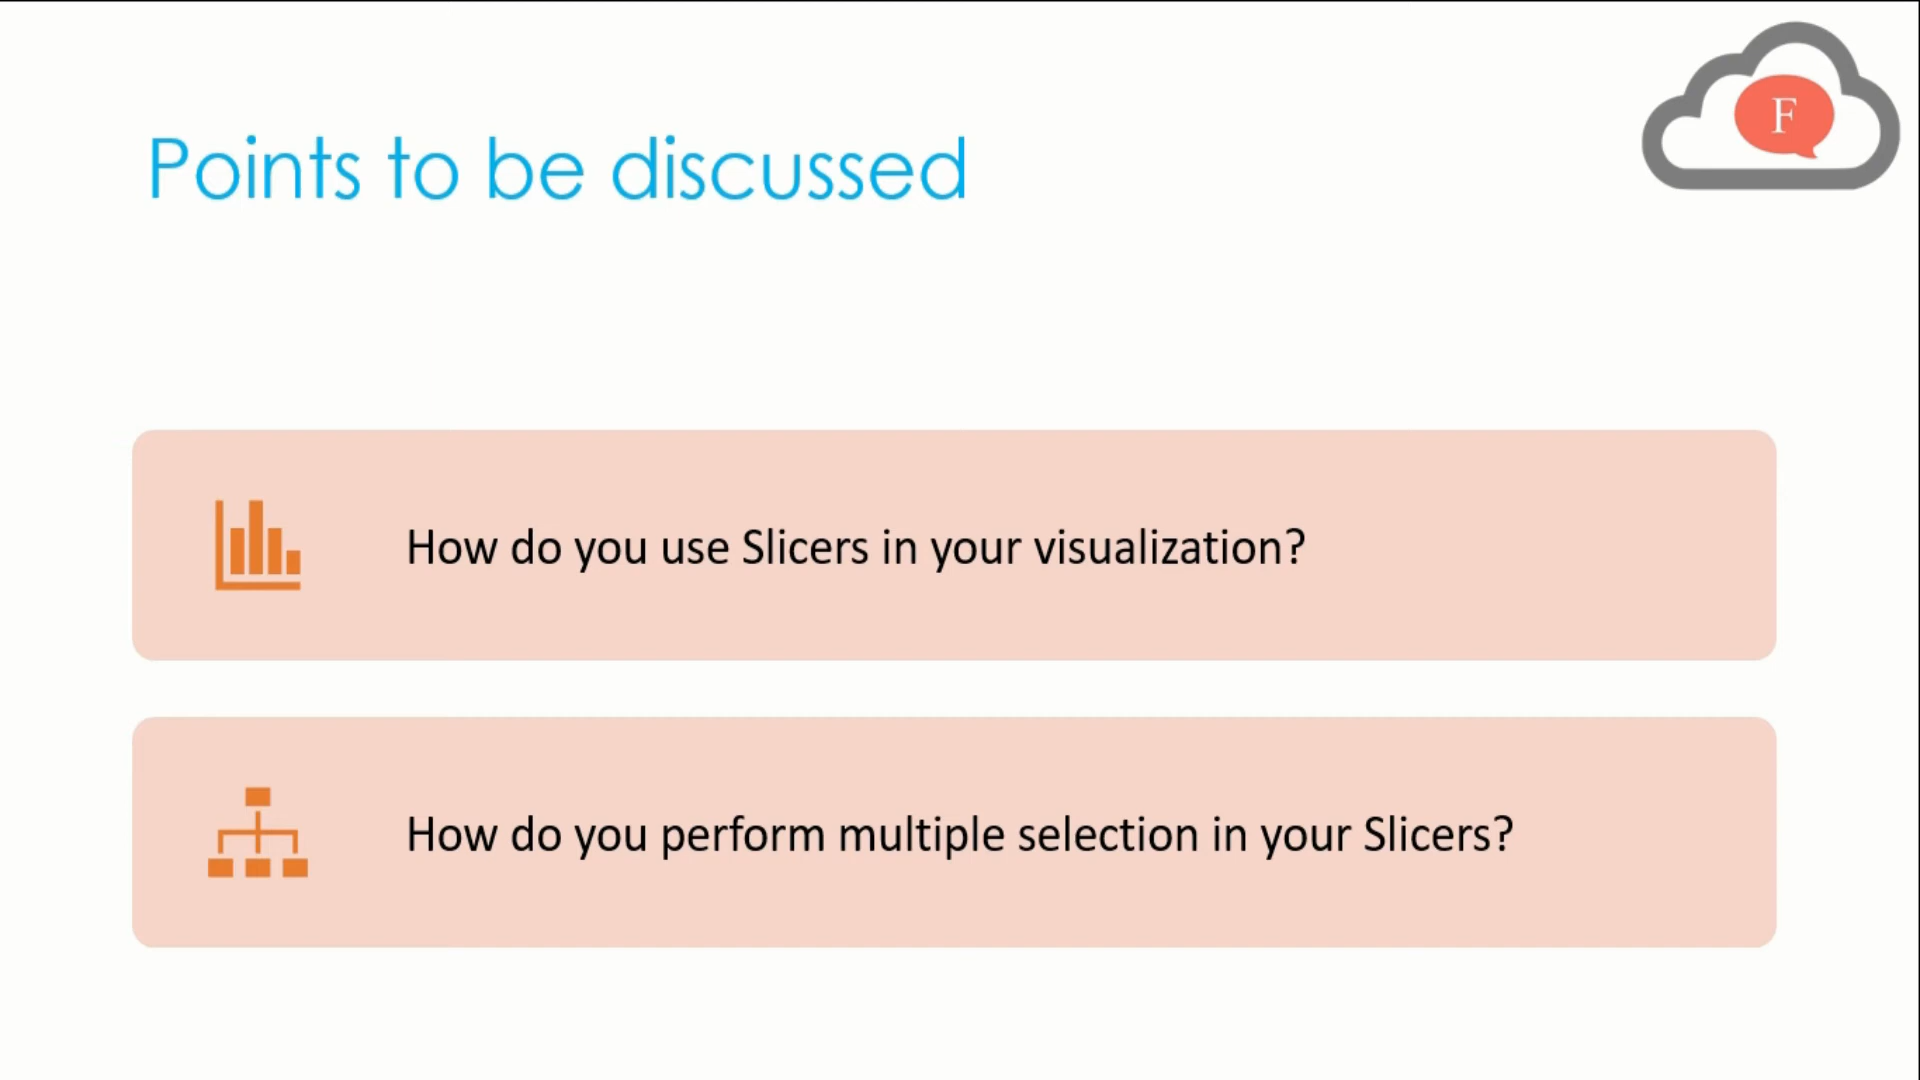 F
Points to be discussed
How do you use Slicers in your visualization?
How do you perform multiple selection in your Slicers?